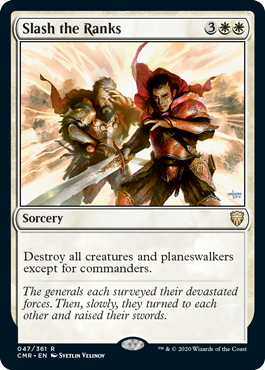 Slash the Ranks 3
Sorcery
Destroy all creatures and planeswalkers
except for commanders.
The generals each surveyed their devastated
forces. Then, slowly, they turned to each
other and raised their swords.
047/361 R
CMR • EN Svetlin Velinov
™ & © 2020 Wizards of the Coast